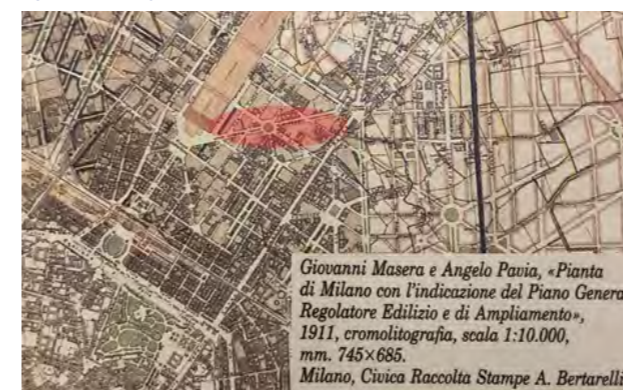 Giovanni Masera e Angelo Pavia, «Pianta
di Milano con l'indicazione del Piano Genera
Regolatore Edilizio e di Ampliamento»,
1911, cromolitografia, scala 1:10.000,
mm. 745×685.
Milano, Civica Raccolta Stampe A. Bertarelli